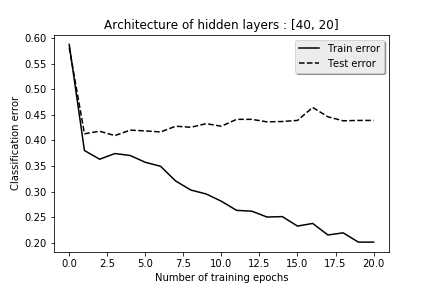 Architecture of hidden layers : [40, 20]
Train error
Test error
Classification error
0.60
0.55
0.50
0.45
0.40
0.35
0.30
0.25
0.20
0.0 2.5 5.0 7.5 10.0 12.5 15.0 17.5 20.0
Number of training epochs